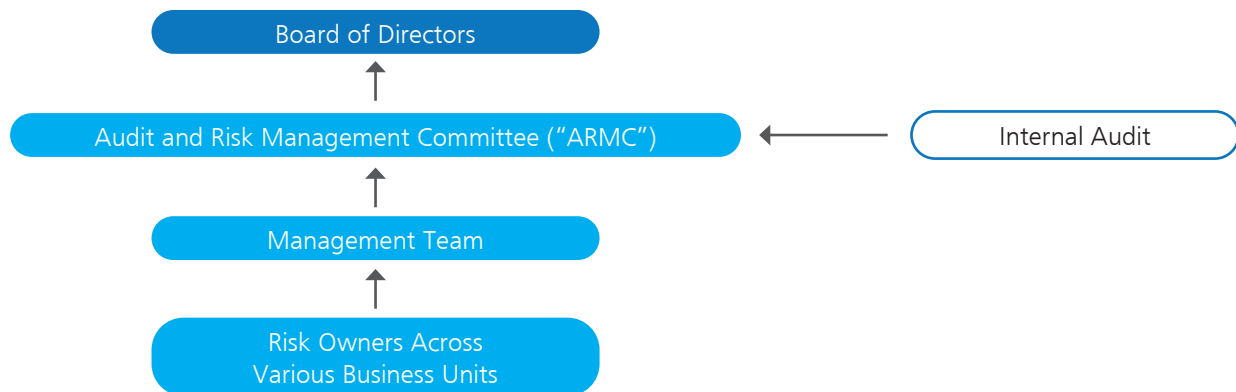 Board of Directors
Audit and Risk Management Committee (“ARMC”)
Internal Audit
Management Team
Risk Owners Across
Various Business Units